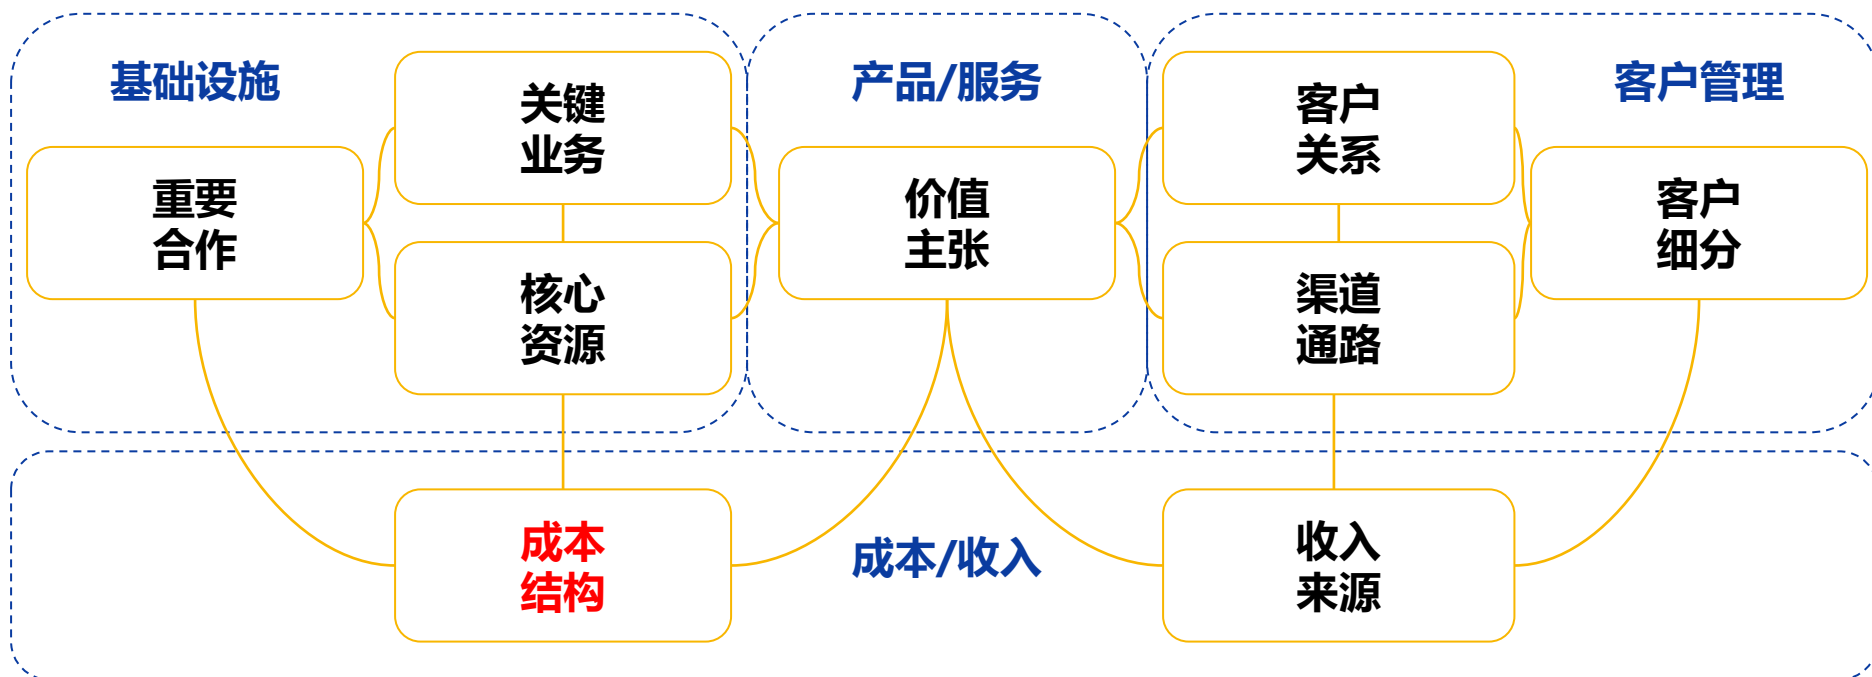 基础设施
重要
合作
关键
业务
核心
资源
产品/服务
价值
主张
客户
关系
渠道
通路
客户管理
客户
细分
成本
结构
成本/收入
收入
来源